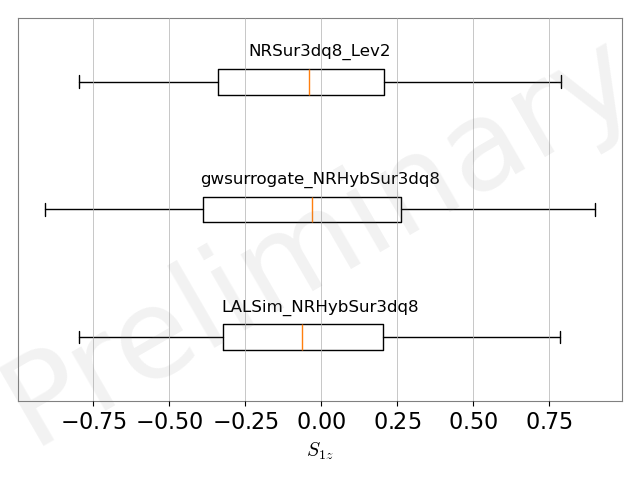 NRSur3dq8_Lev2
gwsurrogate_NRHybSur3dq8
LALSim_NRHybSur3dq8
Preliminary
−0.75 −0.50 −0.25 0.00 0.25 0.50 0.75
S1z